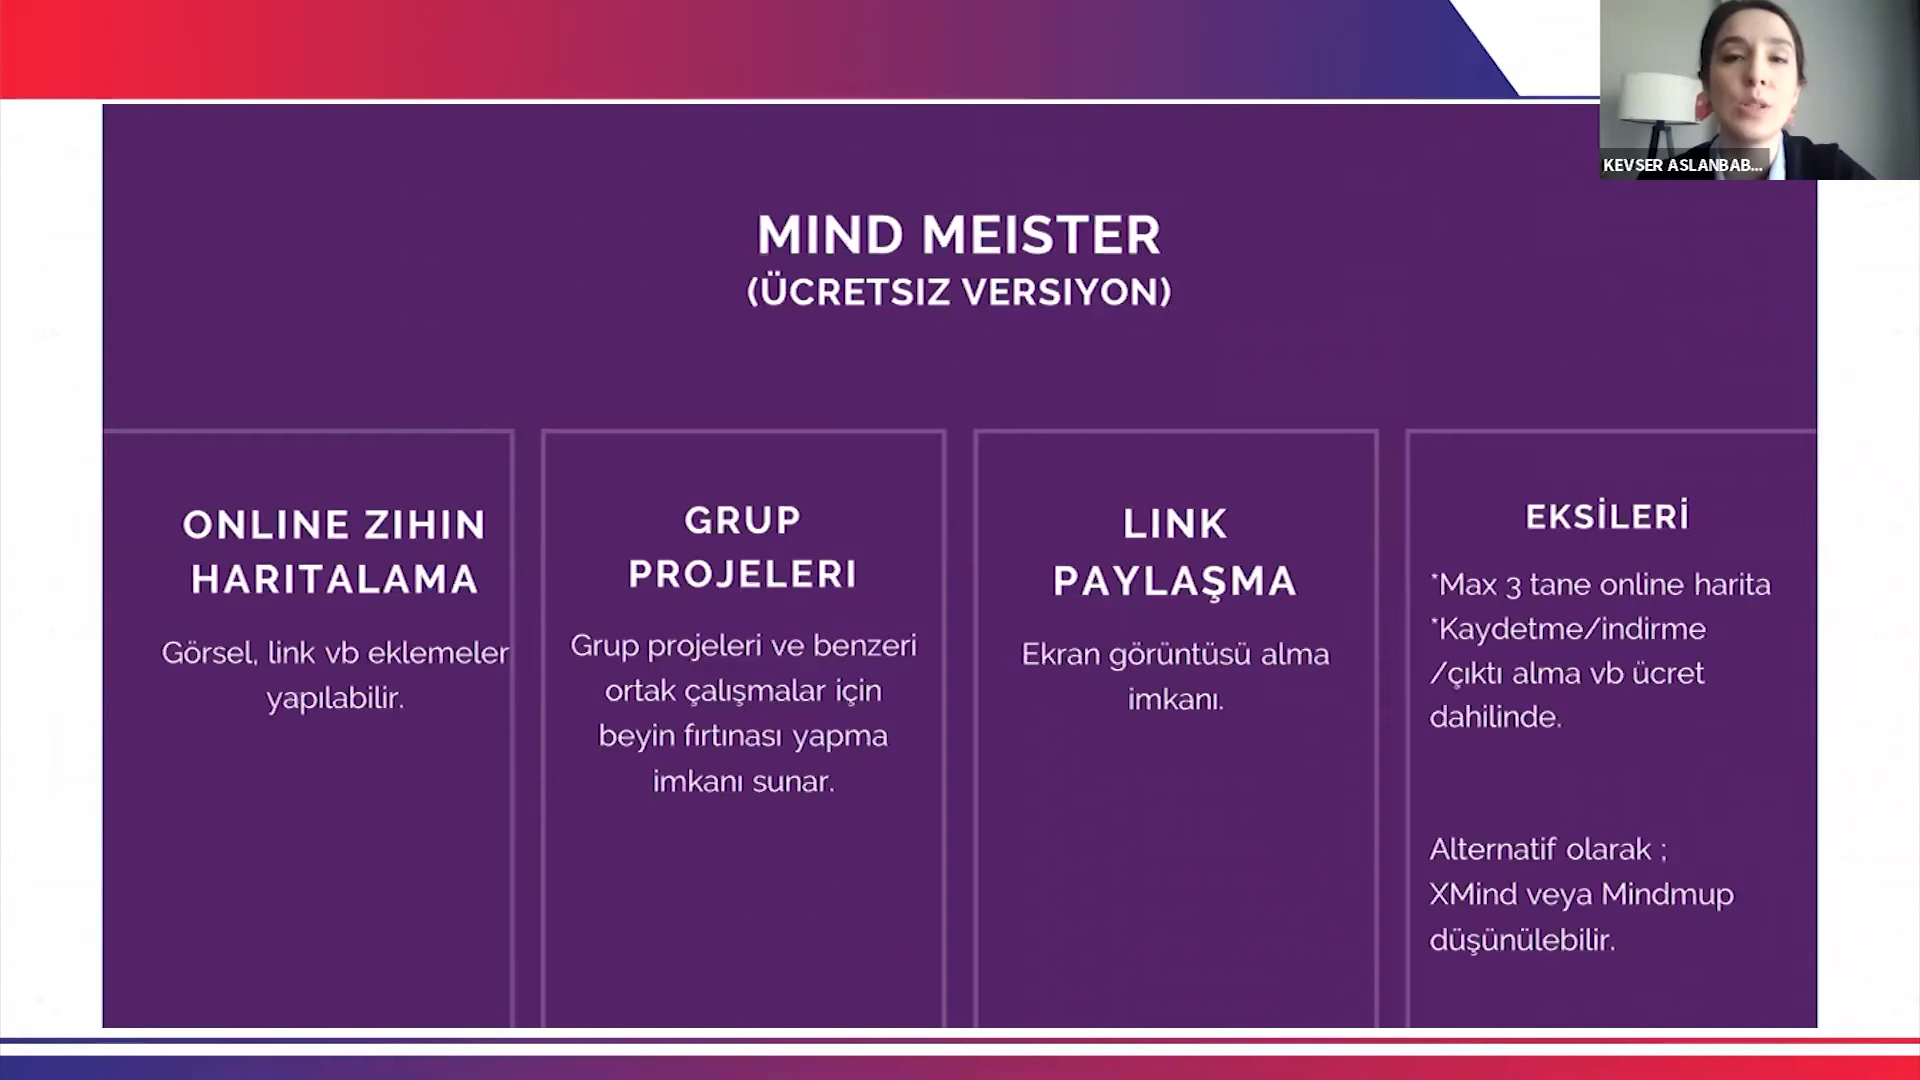 KEVSER ASLANBAB...
MIND MEISTER
(ÜCRETSIZ VERSIYON)
ONLINE ZIHIN
HARITALAMA
Görsel, link vb eklemeler
yapılabilir.
GRUP
PROJELERI
Grup projeleri ve benzeri
ortak çalışmalar için
beyin fırtınası yapma
imkanı sunar.
LINK
PAYLAŞMA
Ekran görüntüsü alma
imkanı.
EKSİLERİ
*Max 3 tane online harita
*Kaydetme/indirme
/çıktı alma vb ücret
dahilinde.
Alternatif olarak ;
XMind veya Mindmup
düşünülebilir.